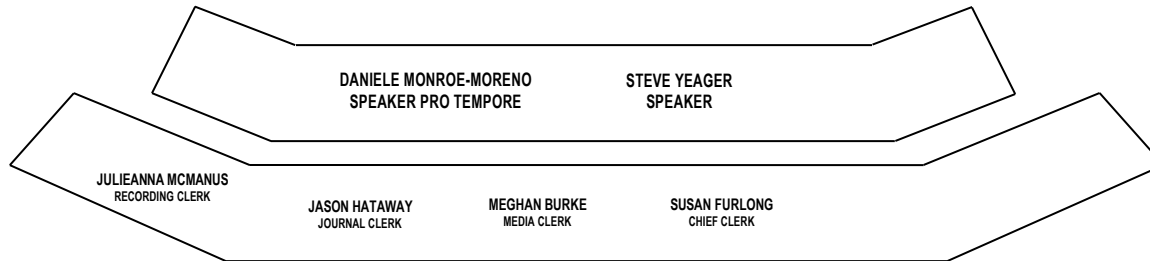 DANIELE MONROE-MORENO
SPEAKER PRO TEMPORE
STEVE YEAGER
SPEAKER
JULIEANNA MCMANUS
RECORDING CLERK
JASON HATAWAY
JOURNAL CLERK
MEGHAN BURKE
MEDIA CLERK
SUSAN FURLONG
CHIEF CLERK